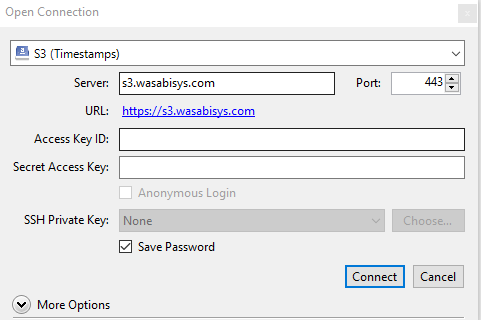 Open Connection
S3 (Timestamps)
Server: s3.wasabisys.com Port: 443
URL: https://s3.wasabisys.com
Access Key ID:
Secret Access Key:
Anonymous Login
SSH Private Key: None Choose...
Save Password
Connect Cancel
More Options